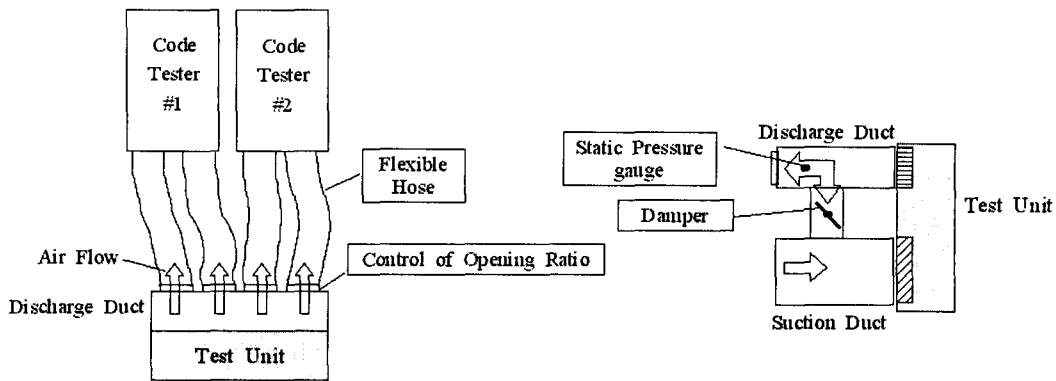 Code
Tester
#1
Code
Tester
#2
Flexible
Hose
Air Flow
Control of Opening Ratio
Discharge Duct
Test Unit
Discharge Duct
Static Pressure
gauge
Damper
Test Unit
Suction Duct